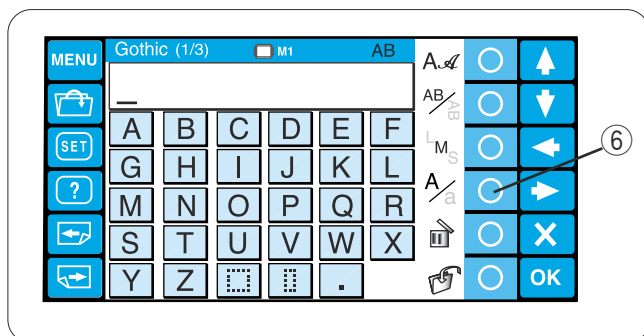 MENU Gothic (1/3) M1 AB A𝒜
AB/AB
SET LMS
A B C D E F
? A/a
G H I J K L
M N O P Q R
S T U V W X X
Y Z . OK
⑥